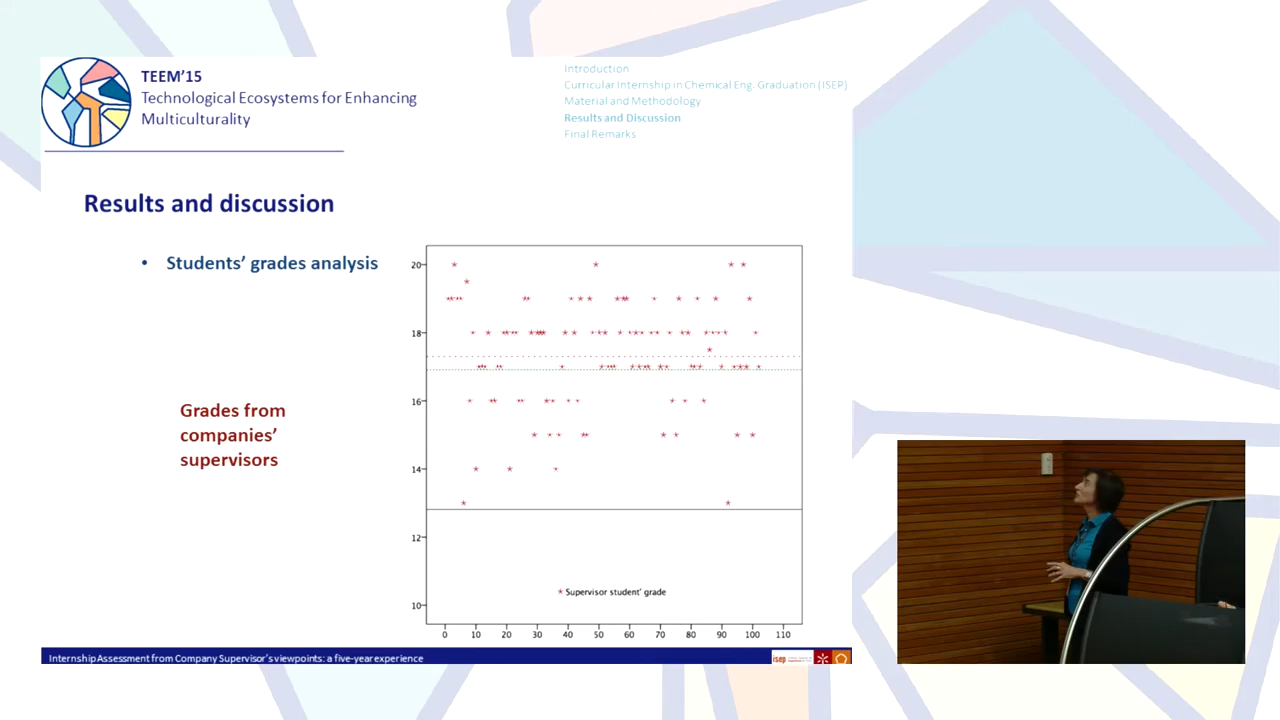 TEEM'15
Technological Ecosystems for Enhancing
Multiculturality
Introduction
Curricular Internship in Chemical Eng. Graduation (ISEP)
Material and Methodology
Results and Discussion
Final Remarks
Results and discussion
• Students' grades analysis
Grades from
companies'
supervisors
20
18
16
14
12
10
* Supervisor student' grade
0 10 20 30 40 50 60 70 80 90 100 110
Internship Assessment from Company Supervisor's viewpoints: a five-year experience
isep